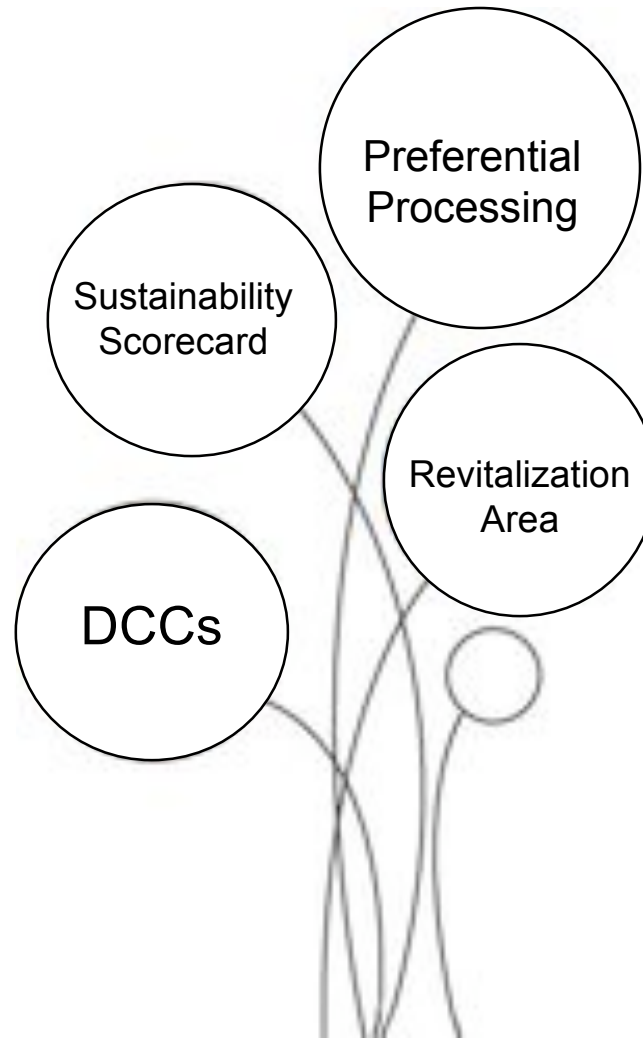 Preferential
Processing
Sustainability
Scorecard
Revitalization
Area
DCCs